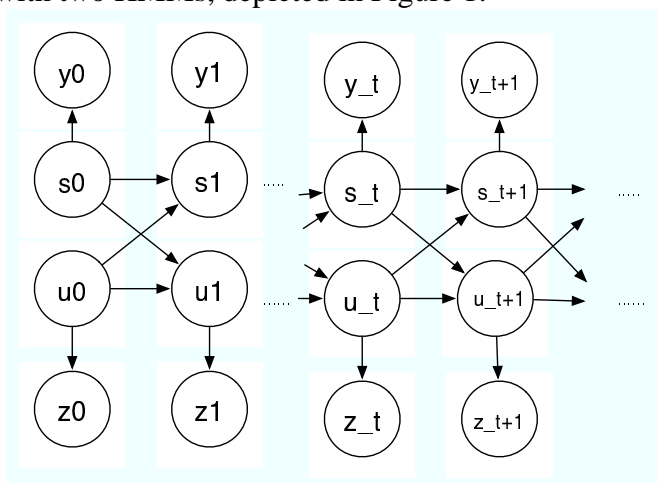 with two HMMs, depicted in Figure 1.
y0 y1 y_t y_t+1
s0 s1 ..... s_t s_t+1 .....
u0 u1 ...... u_t u_t+1 ......
z0 z1 z_t z_t+1